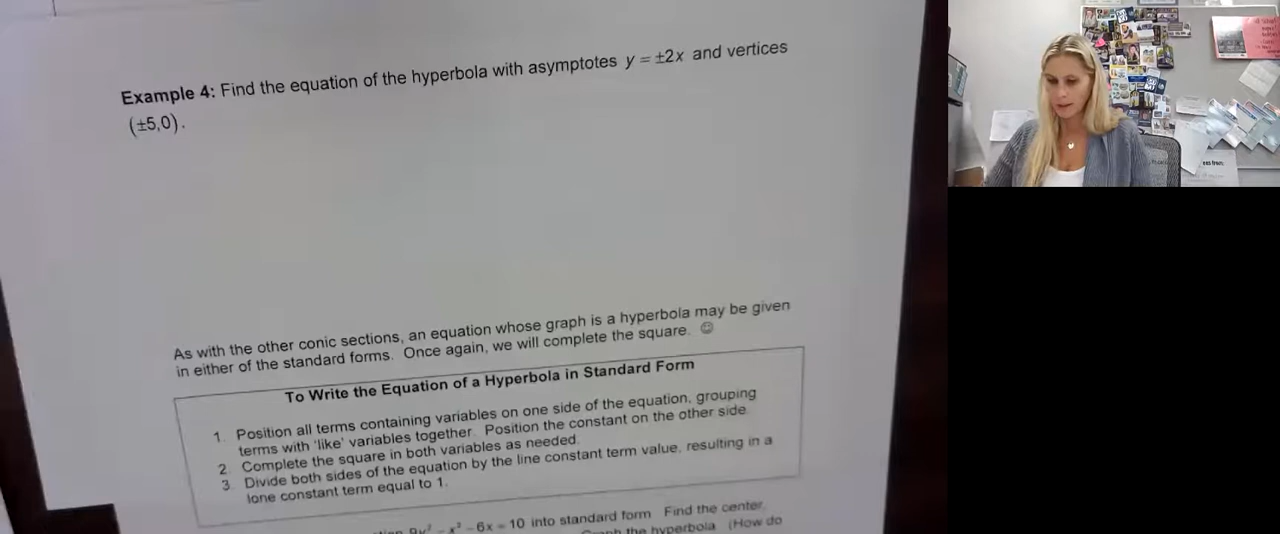 Example 4: Find the equation of the hyperbola with asymptotes y = ±2x and vertices
(±5,0).
As with the other conic sections, an equation whose graph is a hyperbola may be given
in either of the standard forms. Once again, we will complete the square. ☺
To Write the Equation of a Hyperbola in Standard Form
1. Position all terms containing variables on one side of the equation, grouping
terms with 'like' variables together. Position the constant on the other side.
2. Complete the square in both variables as needed.
3. Divide both sides of the equation by the line constant term value, resulting in a
lone constant term equal to 1.
9y² - x² - 6x = 10 into standard form. Find the center,
the hyperbola. (How do